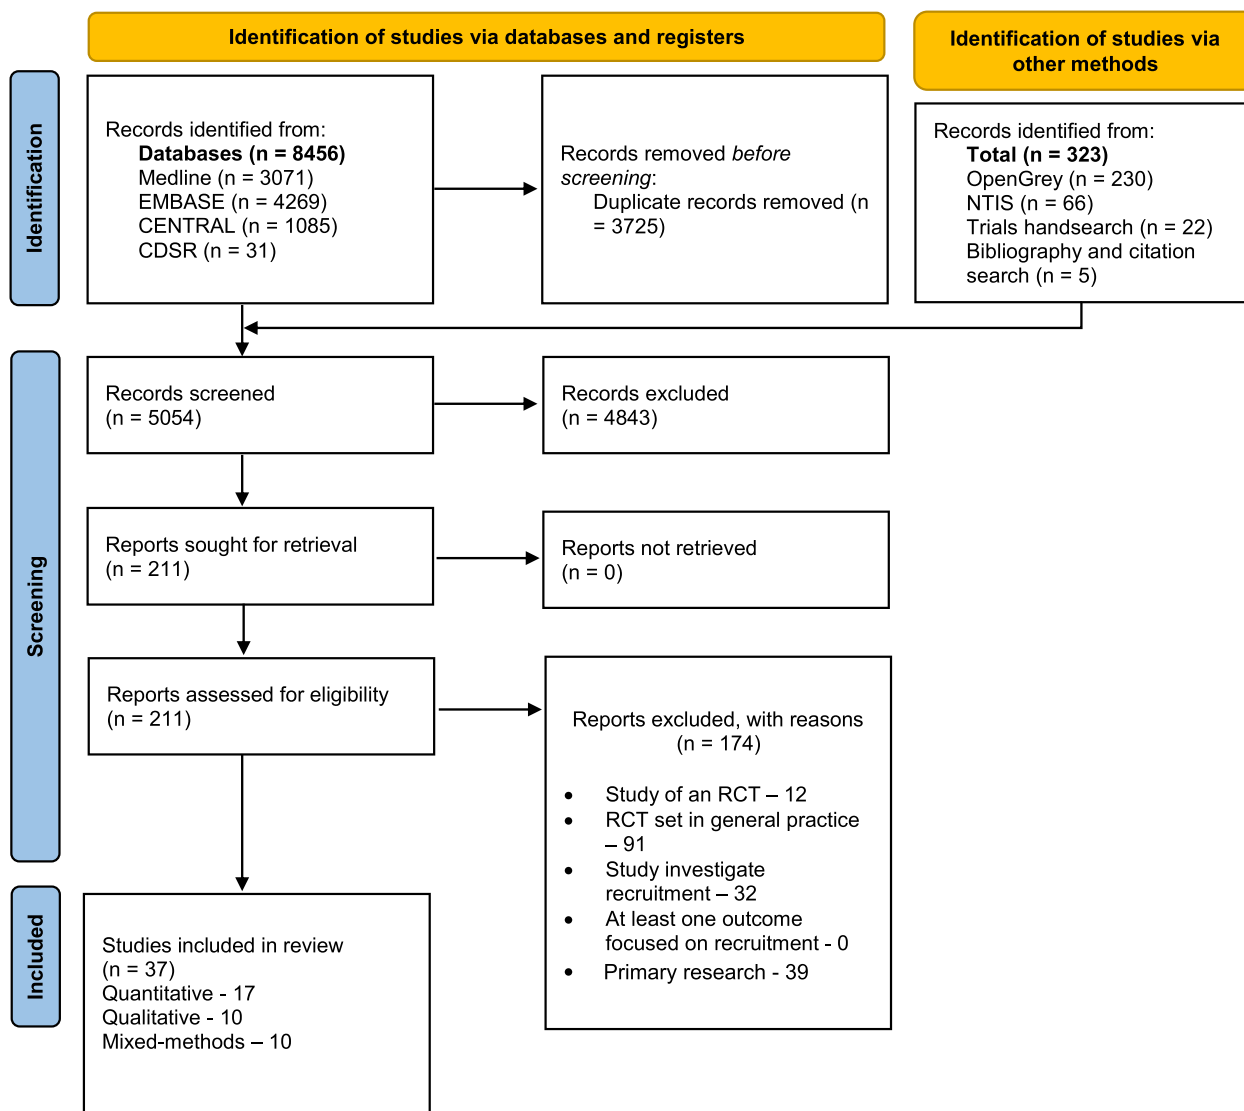 Identification of studies via databases and registers
Identification of studies via
other methods
Identification
Records identified from:
Databases (n = 8456)
Medline (n = 3071)
EMBASE (n = 4269)
CENTRAL (n = 1085)
CDSR (n = 31)
Records removed before
screening:
Duplicate records removed (n
= 3725)
Records identified from:
Total (n = 323)
OpenGrey (n = 230)
NTIS (n = 66)
Trials handsearch (n = 22)
Bibliography and citation
search (n = 5)
Screening
Records screened
(n = 5054)
Records excluded
(n = 4843)
Reports sought for retrieval
(n = 211)
Reports not retrieved
(n = 0)
Reports assessed for eligibility
(n = 211)
Reports excluded, with reasons
(n = 174)
• Study of an RCT – 12
• RCT set in general practice
– 91
• Study investigate
recruitment – 32
• At least one outcome
focused on recruitment - 0
• Primary research - 39
Included
Studies included in review
(n = 37)
Quantitative - 17
Qualitative - 10
Mixed-methods – 10